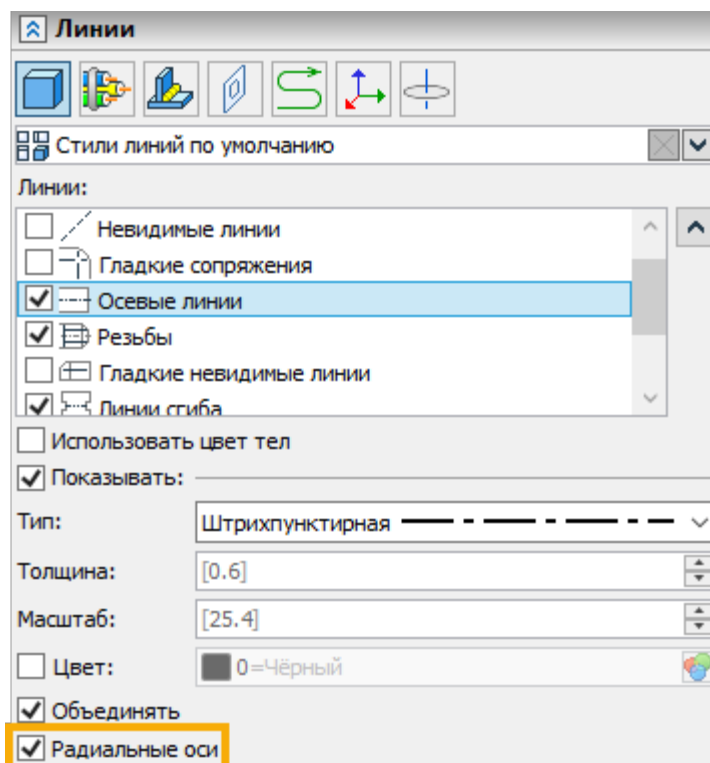 Линии
Стили линий по умолчанию
Линии:
Невидимые линии
Гладкие сопряжения
Осевые линии
Резьбы
Гладкие невидимые линии
Линии сгиба
Использовать цвет тел
Показывать:
Тип: Штрихпунктирная
Толщина: [0.6]
Масштаб: [25.4]
Цвет: 0=Чёрный
Объединять
Радиальные оси